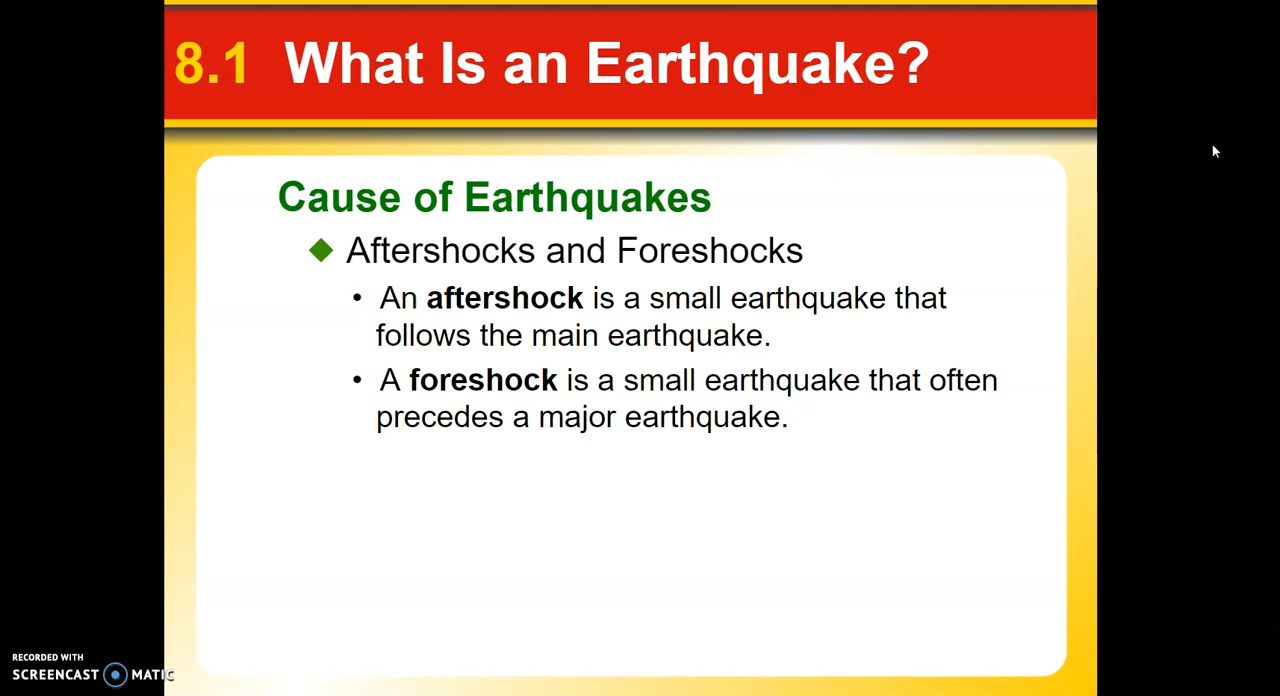 8.1 What Is an Earthquake?
Cause of Earthquakes
Aftershocks and Foreshocks
• An aftershock is a small earthquake that
follows the main earthquake.
• A foreshock is a small earthquake that often
precedes a major earthquake.
RECORDED WITH
SCREENCAST MATIC